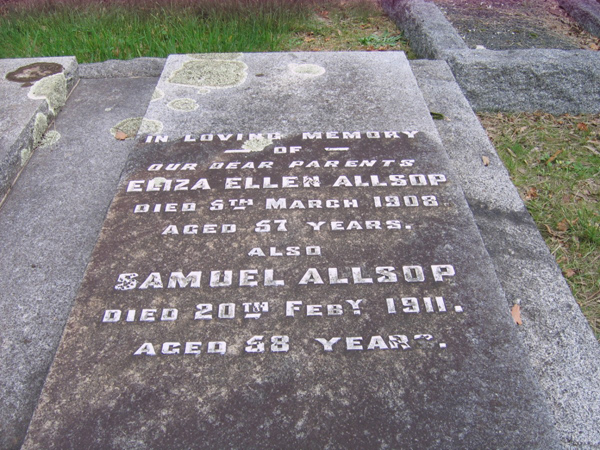 IN LOVING MEMORY
OF
OUR DEAR PARENTS
ELIZA ELLEN ALLSOP
DIED 5TH MARCH 1908
AGED 57 YEARS.
ALSO
SAMUEL ALLSOP
DIED 20TH FEBY 1911.
AGED YEARS.